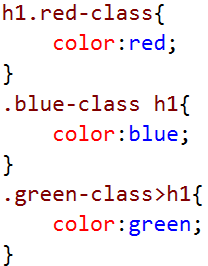 h1.red-class{
    color:red;
}
.blue-class h1{
    color:blue;
}
.green-class>h1{
    color:green;
}